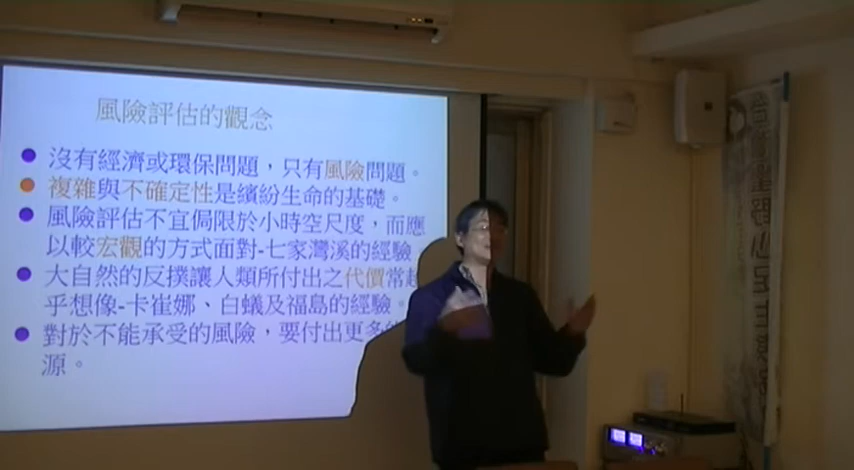 風險評估的觀念
沒有經濟或環保問題，只有風險問題。
複雜與不確定性是繽紛生命的基礎。
風險評估不宜侷限於小時空尺度，而應
以較宏觀的方式面對-七家灣溪的經驗
大自然的反撲讓人類所付出之代價常超
乎想像-卡崔娜、白蟻及福島的經驗。
對於不能承受的風險，要付出更多的
源。